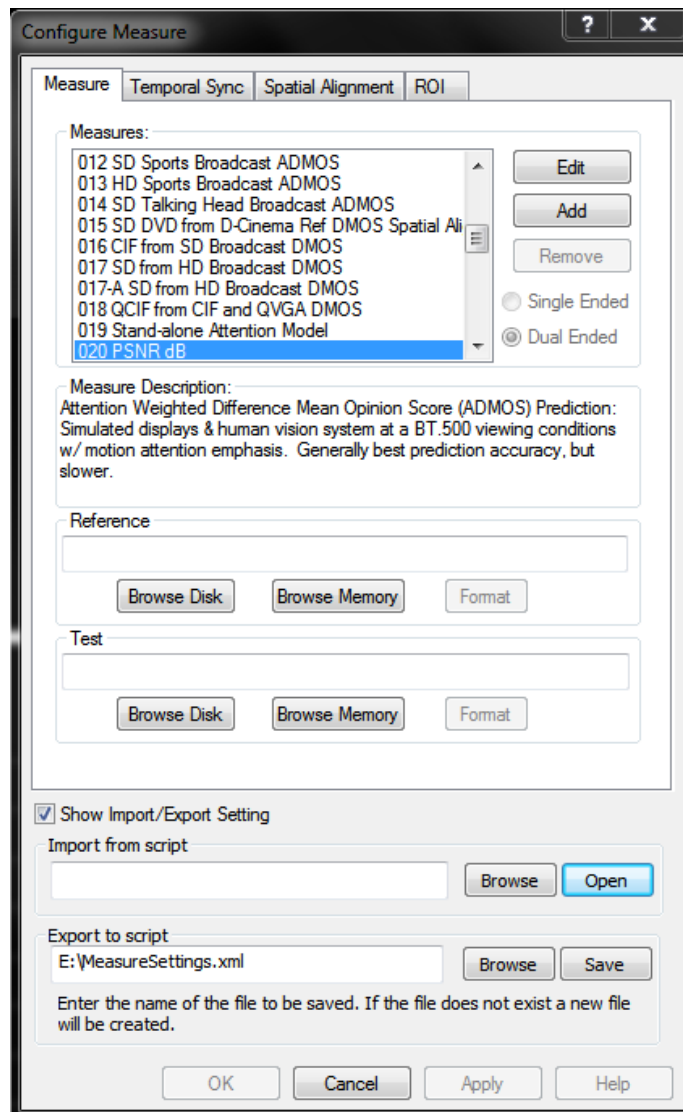 Configure Measure
Measure
Temporal Sync
Spatial Alignment
ROI
Measures:
012 SD Sports Broadcast ADMOS
013 HD Sports Broadcast ADMOS
014 SD Talking Head Broadcast ADMOS
015 SD DVD from D-Cinema Ref DMOS Spatial Ali
016 CIF from SD Broadcast DMOS
017 SD from HD Broadcast DMOS
017-A SD from HD Broadcast DMOS
018 QCIF from CIF and QVGA DMOS
019 Stand-alone Attention Model
020 PSNR dB
Edit
Add
Remove
Single Ended
Dual Ended
Measure Description:
Attention Weighted Difference Mean Opinion Score (ADMOS) Prediction:
Simulated displays & human vision system at a BT.500 viewing conditions
w/ motion attention emphasis. Generally best prediction accuracy, but
slower.
Reference
Browse Disk
Browse Memory
Format
Test
Browse Disk
Browse Memory
Format
Show Import/Export Setting
Import from script
Browse
Open
Export to script
E:\MeasureSettings.xml
Browse
Save
Enter the name of the file to be saved. If the file does not exist a new file
will be created.
OK
Cancel
Apply
Help